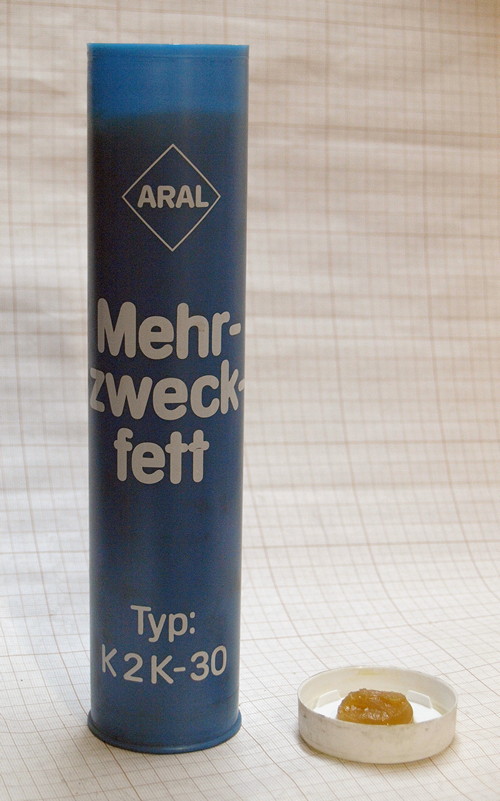 ARAL
Mehr-
zweck-
fett
Typ:
K2K-30